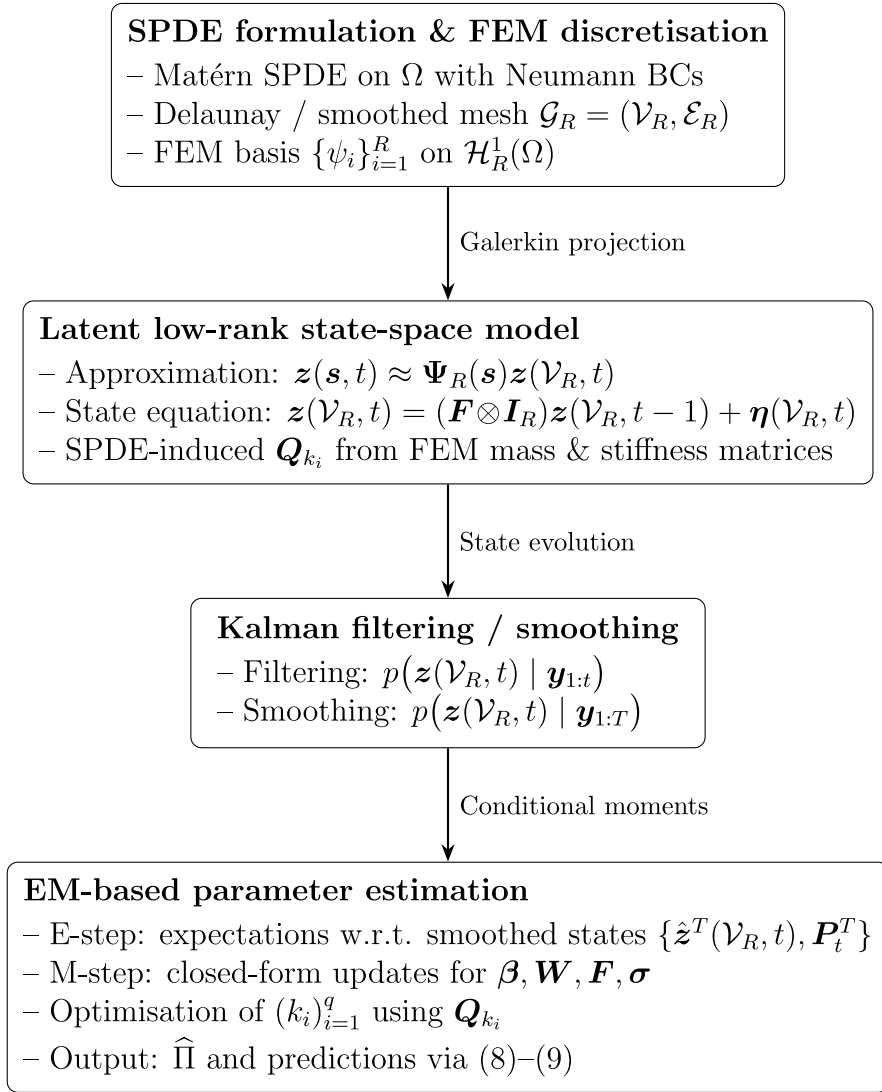 SPDE formulation & FEM discretisation
– Matérn SPDE on Ω with Neumann BCs
– Delaunay / smoothed mesh 𝒢_R = (𝒱_R, ℰ_R)
– FEM basis {ψ_i}_{i=1}^R on ℋ_R^1(Ω)
Galerkin projection
Latent low-rank state-space model
– Approximation: z(s, t) ≈ Ψ_R(s)z(𝒱_R, t)
– State equation: z(𝒱_R, t) = (F ⊗ I_R)z(𝒱_R, t − 1) + η(𝒱_R, t)
– SPDE-induced Q_{k_i} from FEM mass & stiffness matrices
State evolution
Kalman filtering / smoothing
– Filtering: p(z(𝒱_R, t) | y_{1:t})
– Smoothing: p(z(𝒱_R, t) | y_{1:T})
Conditional moments
EM-based parameter estimation
– E-step: expectations w.r.t. smoothed states {ẑ^T(𝒱_R, t), P_t^T}
– M-step: closed-form updates for β, W, F, σ
– Optimisation of (k_i)_{i=1}^q using Q_{k_i}
– Output: Π̂ and predictions via (8)–(9)